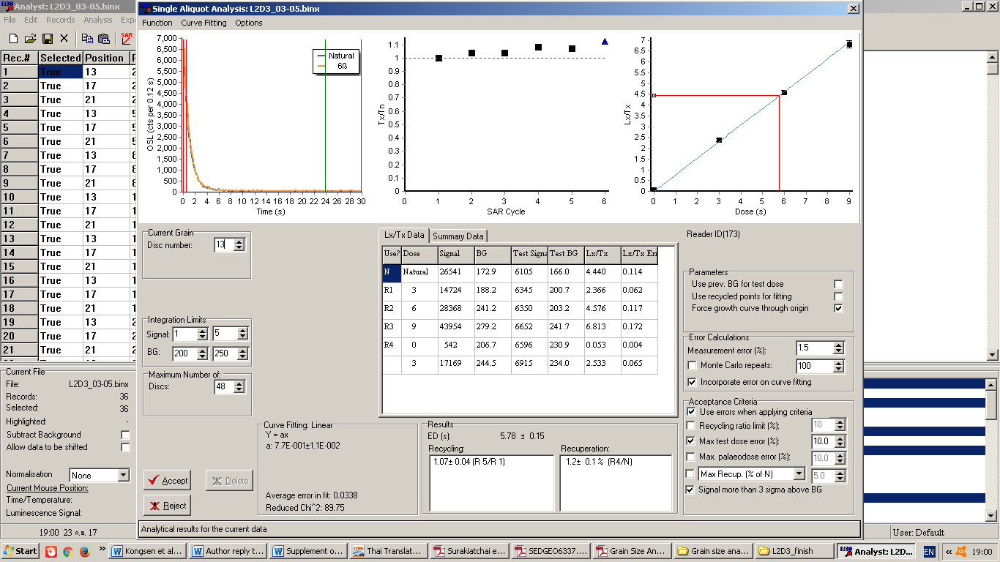 Analyst: L2D3_03-05.binx
File Edit Records Analysis
SAR
Rec.# Selected Position
1 True 13
2 True 17
3 True 21
4 True 13
5 True 17
6 True 21
7 True 13
8 True 17
9 True 21
10 True 13
11 True 17
12 True 21
13 True 13
14 True 17
15 True 21
16 True 13
17 True 17
18 True 21
19 True 13
20 True 17
21 True 21
Current File
File: L2D3_03-05.binx
Records: 36
Selected: 36
Highlighted: -
Subtract Background
Allow data to be shifted
Normalisation None
Current Mouse Position:
Time/Temperature:
Luminescence Signal:
19:00 23 ก.ย. 17
Single Aliquot Analysis: L2D3_03-05.binx
Function Curve Fitting Options
OSL (cts per 0.12 s)
7,000
6,500
6,000
5,500
5,000
4,500
4,000
3,500
3,000
2,500
2,000
1,500
1,000
500
0
Natural
6ß
0 2 4 6 8 10 12 14 16 18 20 22 24 26 28 30
Time (s)
Tx/Tn
1.1
1
0.9
0.8
0.7
0.6
0.5
0.4
0.3
0.2
0.1
0
0 1 2 3 4 5 6
SAR Cycle
Lx/Tx
7
6.5
6
5.5
5
4.5
4
3.5
3
2.5
2
1.5
1
0.5
0
0 1 2 3 4 5 6 7 8 9
Dose (s)
Current Grain
Disc number: 13
Integration Limits
Signal: 1 5
BG: 200 250
Maximum Number of:
Discs: 48
Lx/Tx Data Summary Data
Use? Dose Signal BG Test Signa Test BG Lx/Tx Lx/Tx Err
N Natural 26541 172.9 6105 166.0 4.440 0.114
R1 3 14724 188.2 6345 200.7 2.366 0.062
R2 6 28368 241.2 6350 203.2 4.576 0.117
R3 9 43954 279.2 6652 241.7 6.813 0.172
R4 0 542 206.7 6596 230.9 0.053 0.004
3 17169 244.5 6915 234.0 2.533 0.065
Reader ID(173)
Parameters
Use prev. BG for test dose
Use recycled points for fitting
Force growth curve through origin
Error Calculations
Measurement error (%): 1.5
Monte Carlo repeats: 100
Incorporate error on curve fitting
Acceptance Criteria
Use errors when applying criteria
Recycling ratio limit (%): 10
Max test dose error (%): 10.0
Max. palaeodose error (%): 10.0
Max Recup. (% of N) 5.0
Signal more than 3 sigma above BG
Accept Delete
Reject
Curve Fitting: Linear
Y = ax
a: 7.7E-001±1.1E-002
Average error in fit: 0.0338
Reduced Chi^2: 89.75
Results
ED (s): 5.78 ± 0.15
Recycling: Recuperation:
1.07± 0.04 (R 5/R 1) 1.2± 0.1 % (R4/N)
Analytical results for the current data
User: Default
Start Kongsen et al... Author reply t... Supplement o... Thai Translat... Surakiatchai e... SEDGEO6337.... Grain Size An... Grain size ana... L2D3_finish Analyst: L2D... EN 19:00